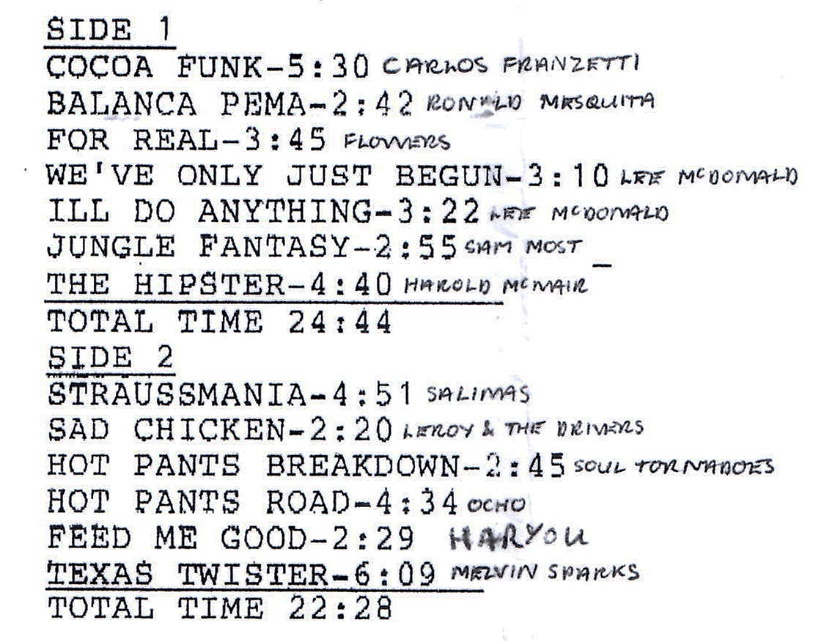 SIDE 1
COCOA FUNK-5:30 CARLOS FRANZETTI
BALANCA PEMA-2:42 RONALD MESQUITA
FOR REAL-3:45 FLOWERS
WE'VE ONLY JUST BEGUN-3:10 LEE McDONALD
ILL DO ANYTHING-3:22 LEE McDONALD
JUNGLE FANTASY-2:55 SAM MOST
THE HIPSTER-4:40 HAROLD McNAIR
TOTAL TIME 24:44
SIDE 2
STRAUSSMANIA-4:51 SALINAS
SAD CHICKEN-2:20 LEROY & THE DRIVERS
HOT PANTS BREAKDOWN-2:45 SOUL TORNADOES
HOT PANTS ROAD-4:34 OCHO
FEED ME GOOD-2:29 HARYOU
TEXAS TWISTER-6:09 MELVIN SPARKS
TOTAL TIME 22:28